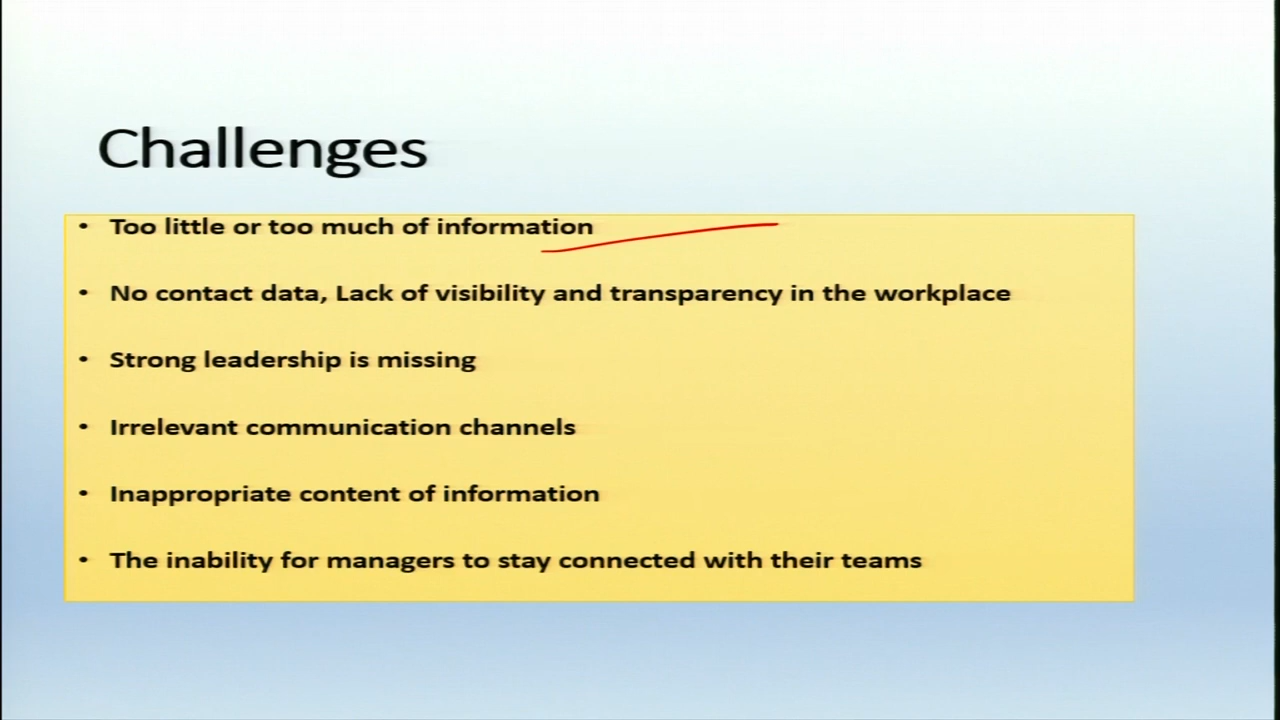 Challenges
• Too little or too much of information
• No contact data, Lack of visibility and transparency in the workplace
• Strong leadership is missing
• Irrelevant communication channels
• Inappropriate content of information
• The inability for managers to stay connected with their teams